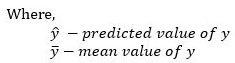 Where,
ŷ – predicted value of y
ȳ – mean value of y